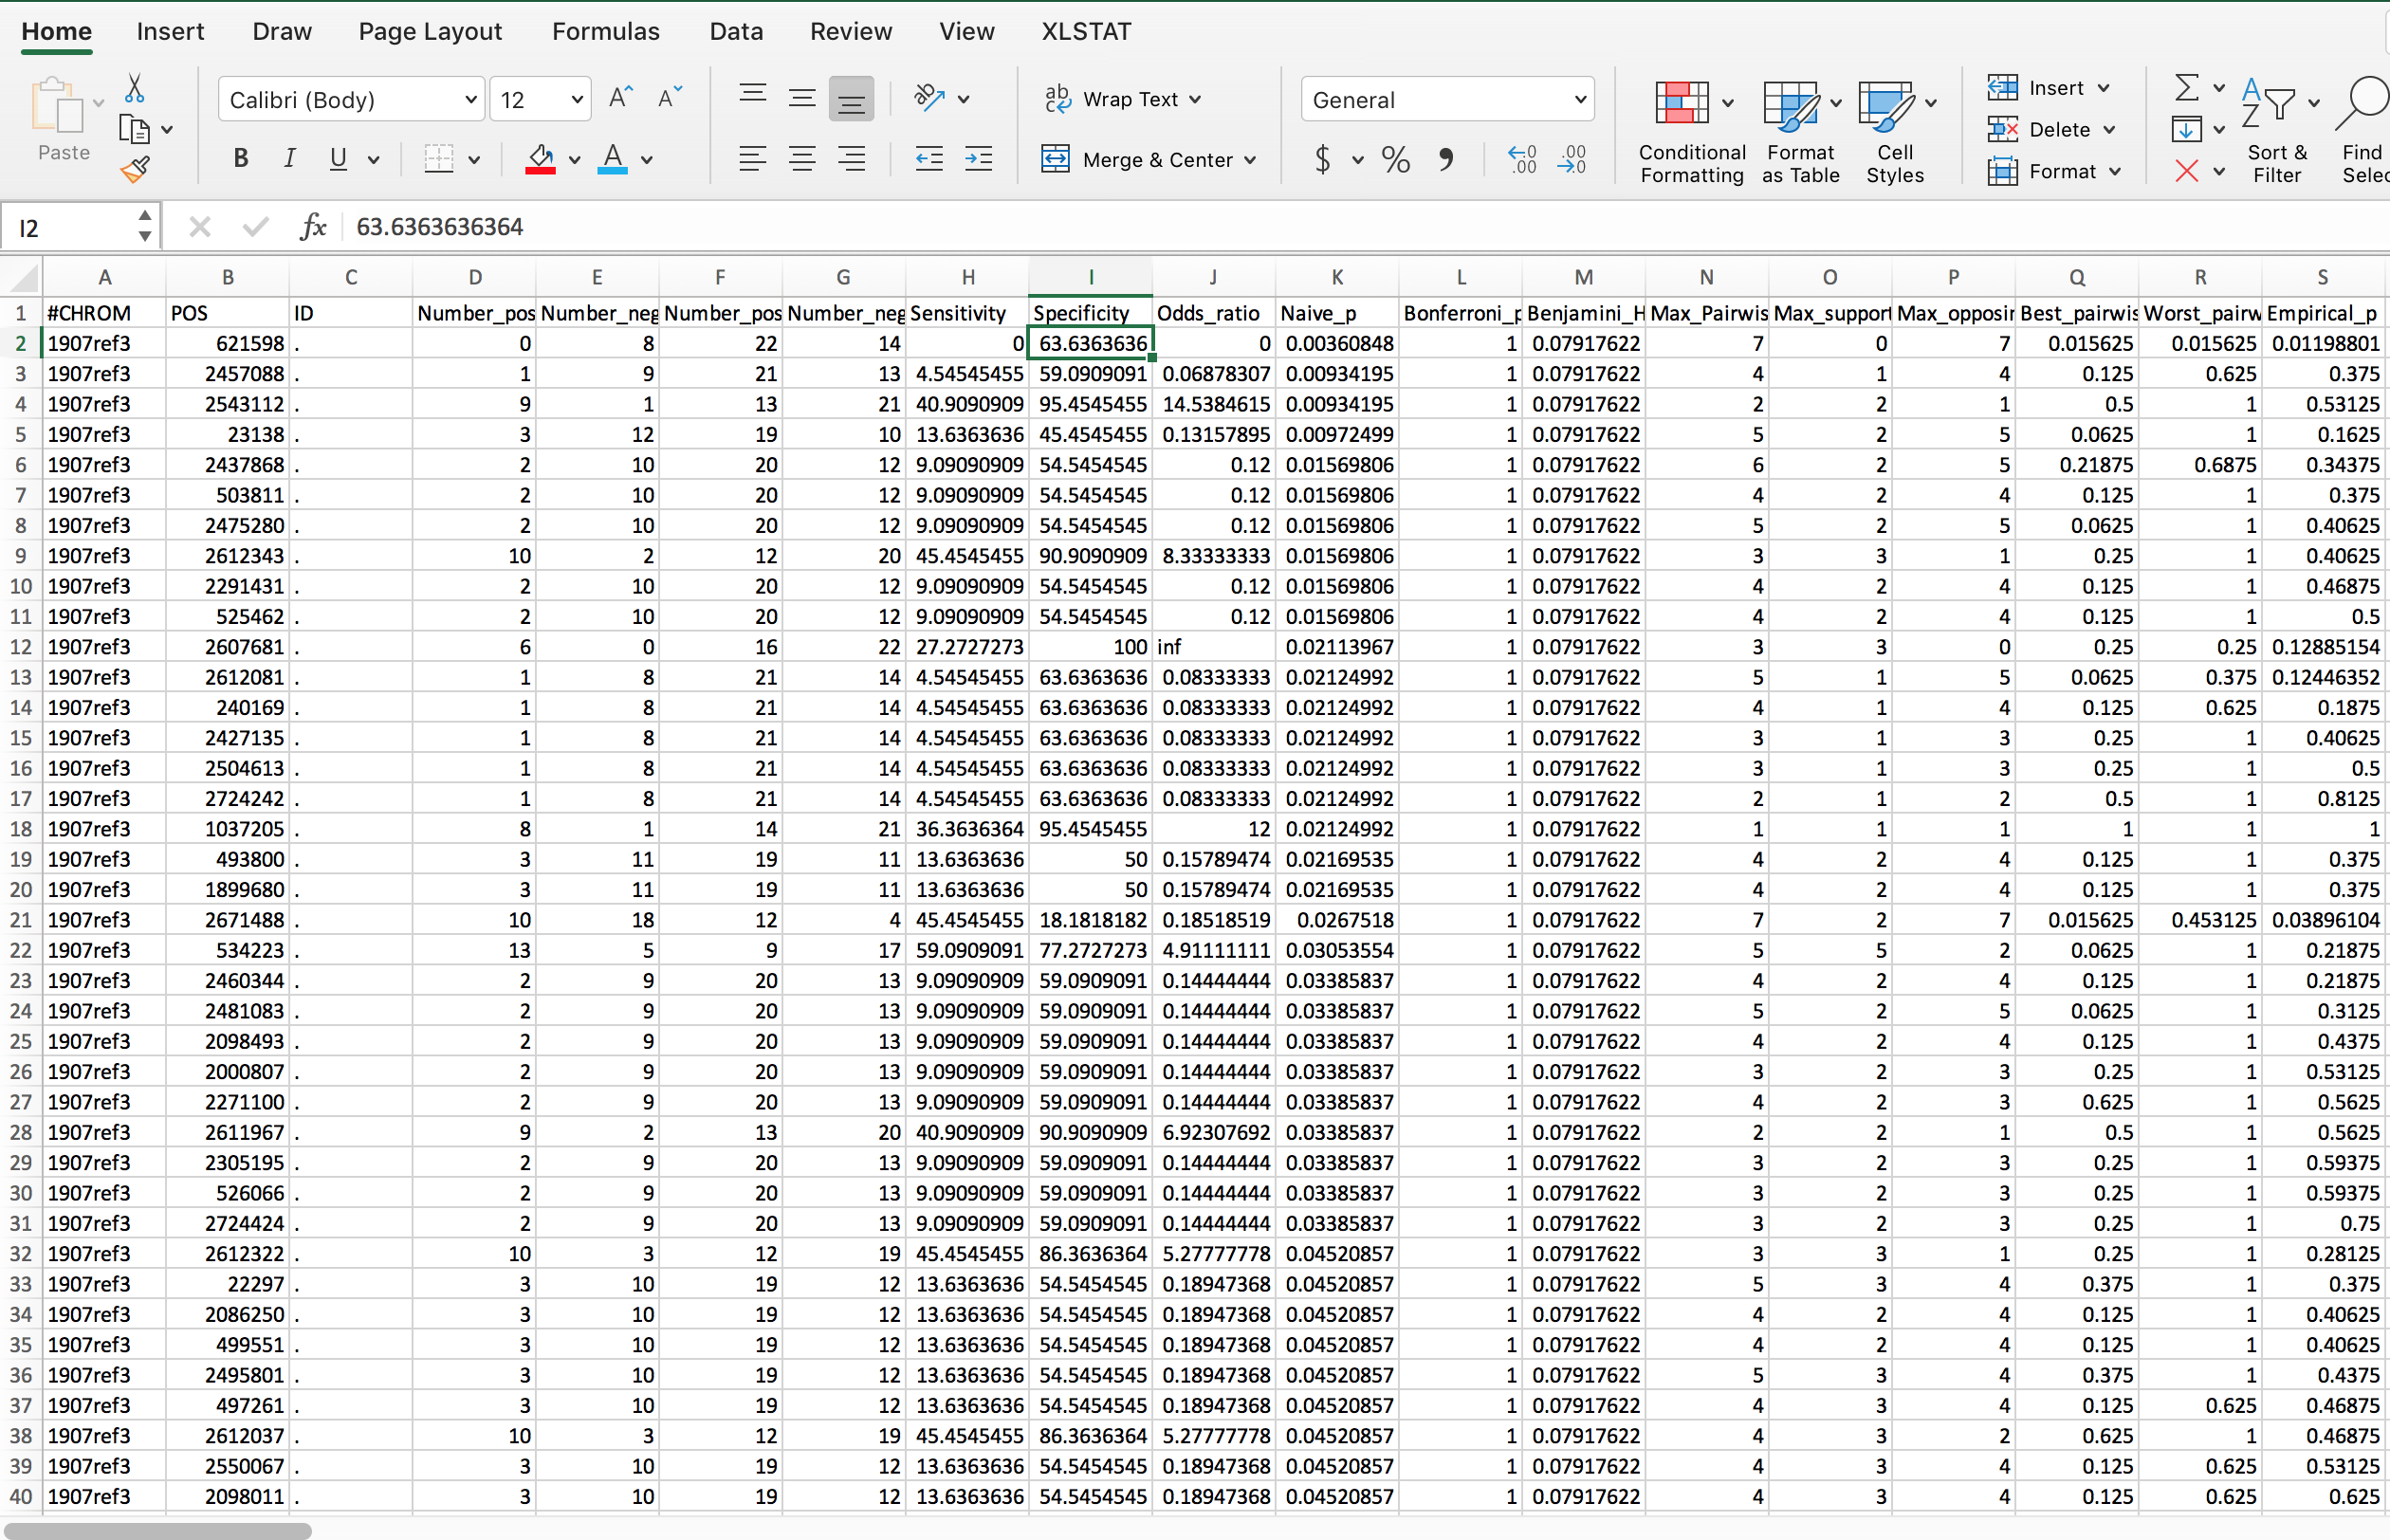 Home Insert Draw Page Layout Formulas Data Review View XLSTAT
Paste
Calibri (Body) 12 A A
B I U A
ab Wrap Text
Merge & Center
General
$ % 9 .00 .00
Conditional Formatting
Format as Table
Cell Styles
Insert
Delete
Format
Sort & Filter
Find
I2 fx 63.6363636364
A B C D E F G H I J K L M N O P Q R S
1 #CHROM POS ID Number_pos Number_neg Number_pos Number_neg Sensitivity Specificity Odds_ratio Naive_p Bonferroni_p Benjamini_H Max_Pairwis Max_support Max_opposin Best_pairwis Worst_pairw Empirical_p
2 1907ref3 621598 . 0 8 22 14 0 63.6363636 0 0.00360848 1 0.07917622 7 0 7 0.015625 0.015625 0.01198801
3 1907ref3 2457088 . 1 9 21 13 4.54545455 59.0909091 0.06878307 0.00934195 1 0.07917622 4 1 4 0.125 0.625 0.375
4 1907ref3 2543112 . 9 1 13 21 40.9090909 95.4545455 14.5384615 0.00934195 1 0.07917622 2 2 1 0.5 1 0.53125
5 1907ref3 23138 . 3 12 19 10 13.6363636 45.4545455 0.13157895 0.00972499 1 0.07917622 5 2 5 0.0625 1 0.1625
6 1907ref3 2437868 . 2 10 20 12 9.09090909 54.5454545 0.12 0.01569806 1 0.07917622 6 2 5 0.21875 0.6875 0.34375
7 1907ref3 503811 . 2 10 20 12 9.09090909 54.5454545 0.12 0.01569806 1 0.07917622 4 2 4 0.125 1 0.375
8 1907ref3 2475280 . 2 10 20 12 9.09090909 54.5454545 0.12 0.01569806 1 0.07917622 5 2 5 0.0625 1 0.40625
9 1907ref3 2612343 . 10 2 12 20 45.4545455 90.9090909 8.33333333 0.01569806 1 0.07917622 3 3 1 0.25 1 0.40625
10 1907ref3 2291431 . 2 10 20 12 9.09090909 54.5454545 0.12 0.01569806 1 0.07917622 4 2 4 0.125 1 0.46875
11 1907ref3 525462 . 2 10 20 12 9.09090909 54.5454545 0.12 0.01569806 1 0.07917622 4 2 4 0.125 1 0.5
12 1907ref3 2607681 . 6 0 16 22 27.2727273 100 inf 0.02113967 1 0.07917622 3 3 0 0.25 0.25 0.12885154
13 1907ref3 2612081 . 1 8 21 14 4.54545455 63.6363636 0.08333333 0.02124992 1 0.07917622 5 1 5 0.0625 0.375 0.12446352
14 1907ref3 240169 . 1 8 21 14 4.54545455 63.6363636 0.08333333 0.02124992 1 0.07917622 4 1 4 0.125 0.625 0.1875
15 1907ref3 2427135 . 1 8 21 14 4.54545455 63.6363636 0.08333333 0.02124992 1 0.07917622 3 1 3 0.25 1 0.40625
16 1907ref3 2504613 . 1 8 21 14 4.54545455 63.6363636 0.08333333 0.02124992 1 0.07917622 3 1 3 0.25 1 0.5
17 1907ref3 2724242 . 1 8 21 14 4.54545455 63.6363636 0.08333333 0.02124992 1 0.07917622 2 1 2 0.5 1 0.8125
18 1907ref3 1037205 . 8 1 14 21 36.3636364 95.4545455 12 0.02124992 1 0.07917622 1 1 1 1 1 1
19 1907ref3 493800 . 3 11 19 11 13.6363636 50 0.15789474 0.02169535 1 0.07917622 4 2 4 0.125 1 0.375
20 1907ref3 1899680 . 3 11 19 11 13.6363636 50 0.15789474 0.02169535 1 0.07917622 4 2 4 0.125 1 0.375
21 1907ref3 2671488 . 10 18 12 4 45.4545455 18.1818182 0.18518519 0.0267518 1 0.07917622 7 2 7 0.015625 0.453125 0.03896104
22 1907ref3 534223 . 13 5 9 17 59.0909091 77.2727273 4.91111111 0.03053554 1 0.07917622 5 5 2 0.0625 1 0.21875
23 1907ref3 2460344 . 2 9 20 13 9.09090909 59.0909091 0.14444444 0.03385837 1 0.07917622 4 2 4 0.125 1 0.21875
24 1907ref3 2481083 . 2 9 20 13 9.09090909 59.0909091 0.14444444 0.03385837 1 0.07917622 5 2 5 0.0625 1 0.3125
25 1907ref3 2098493 . 2 9 20 13 9.09090909 59.0909091 0.14444444 0.03385837 1 0.07917622 4 2 4 0.125 1 0.4375
26 1907ref3 2000807 . 2 9 20 13 9.09090909 59.0909091 0.14444444 0.03385837 1 0.07917622 3 2 3 0.25 1 0.53125
27 1907ref3 2271100 . 2 9 20 13 9.09090909 59.0909091 0.14444444 0.03385837 1 0.07917622 4 2 3 0.625 1 0.5625
28 1907ref3 2611967 . 9 2 13 20 40.9090909 90.9090909 6.92307692 0.03385837 1 0.07917622 2 2 1 0.5 1 0.5625
29 1907ref3 2305195 . 2 9 20 13 9.09090909 59.0909091 0.14444444 0.03385837 1 0.07917622 3 2 3 0.25 1 0.59375
30 1907ref3 526066 . 2 9 20 13 9.09090909 59.0909091 0.14444444 0.03385837 1 0.07917622 3 2 3 0.25 1 0.59375
31 1907ref3 2724424 . 2 9 20 13 9.09090909 59.0909091 0.14444444 0.03385837 1 0.07917622 3 2 3 0.25 1 0.75
32 1907ref3 2612322 . 10 3 12 19 45.4545455 86.3636364 5.27777778 0.04520857 1 0.07917622 3 3 1 0.25 1 0.28125
33 1907ref3 22297 . 3 10 19 12 13.6363636 54.5454545 0.18947368 0.04520857 1 0.07917622 5 3 4 0.375 1 0.375
34 1907ref3 2086250 . 3 10 19 12 13.6363636 54.5454545 0.18947368 0.04520857 1 0.07917622 4 2 4 0.125 1 0.40625
35 1907ref3 499551 . 3 10 19 12 13.6363636 54.5454545 0.18947368 0.04520857 1 0.07917622 4 2 4 0.125 1 0.40625
36 1907ref3 2495801 . 3 10 19 12 13.6363636 54.5454545 0.18947368 0.04520857 1 0.07917622 5 3 4 0.375 1 0.4375
37 1907ref3 497261 . 3 10 19 12 13.6363636 54.5454545 0.18947368 0.04520857 1 0.07917622 4 3 4 0.125 0.625 0.46875
38 1907ref3 2612037 . 10 3 12 19 45.4545455 86.3636364 5.27777778 0.04520857 1 0.07917622 4 3 2 0.625 1 0.46875
39 1907ref3 2550067 . 3 10 19 12 13.6363636 54.5454545 0.18947368 0.04520857 1 0.07917622 4 3 4 0.125 0.625 0.53125
40 1907ref3 2098011 . 3 10 19 12 13.6363636 54.5454545 0.18947368 0.04520857 1 0.07917622 4 3 4 0.125 0.625 0.625